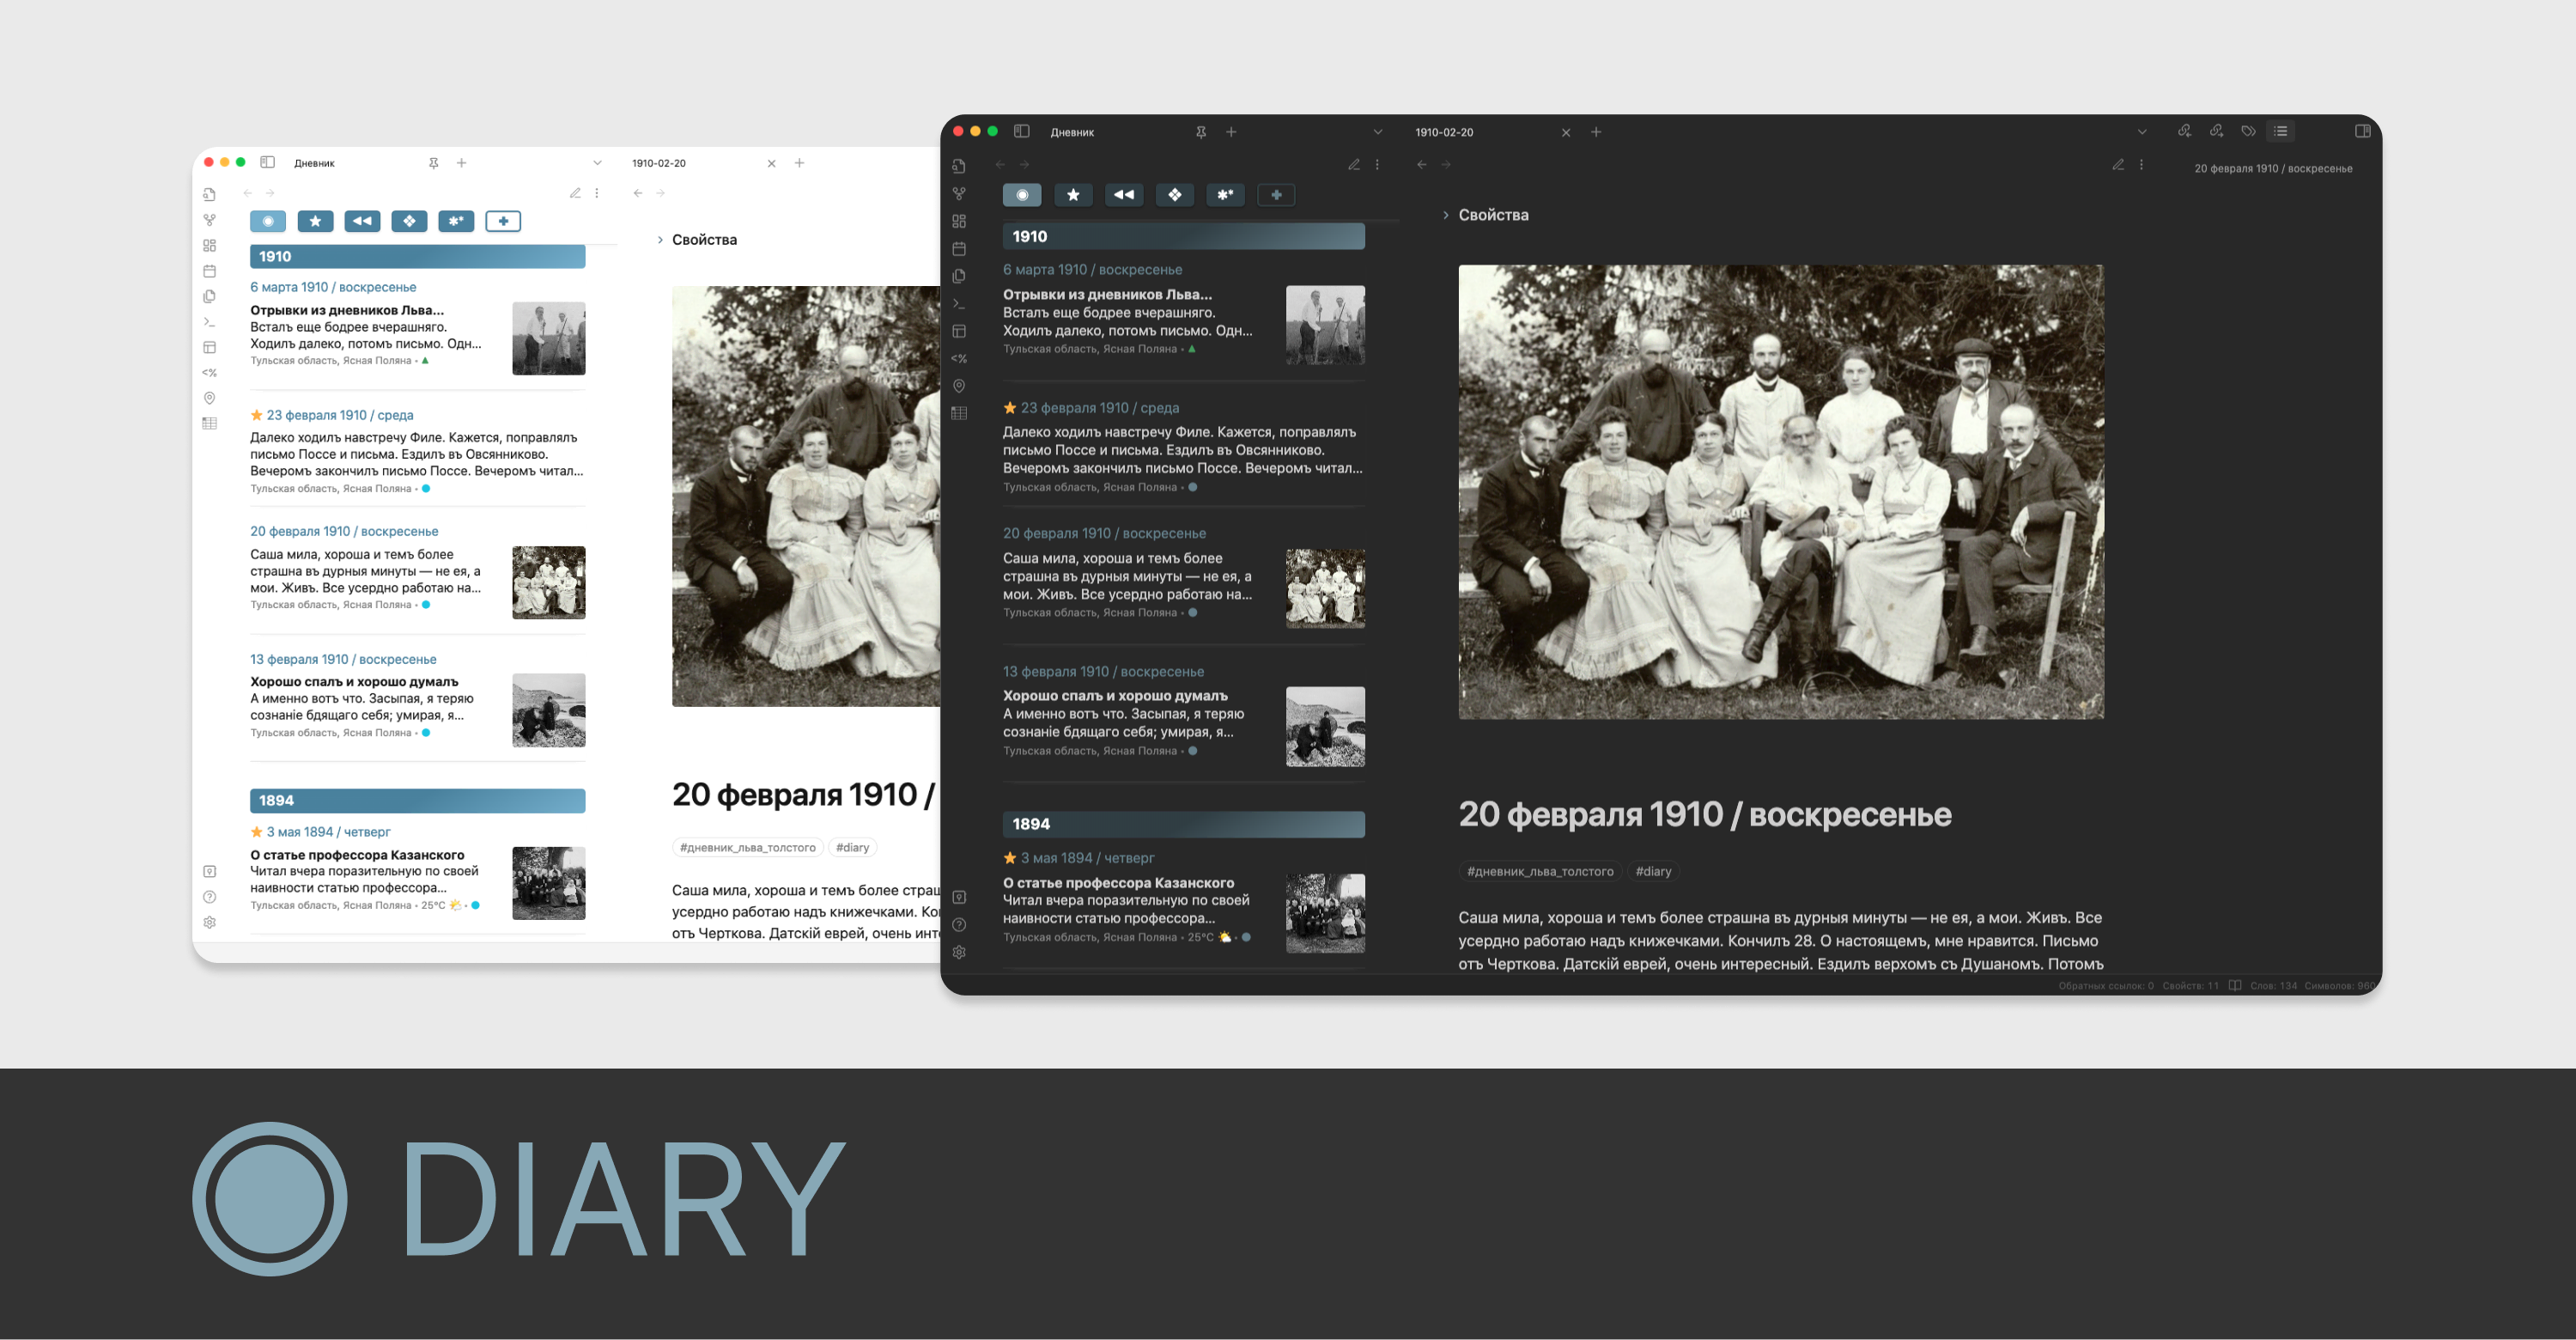 Дневник
1910-02-20
1910
6 марта 1910 / воскресенье
Отрывки из дневников Льва...
Всталъ еще бодрее вчерашняго.
Ходилъ далеко, потомъ письмо. Одн...
Тульская область, Ясная Поляна •
23 февраля 1910 / среда
Далеко ходилъ навстречу Филе. Кажется, поправлялъ
письмо Поссе и письма. Ездилъ въ Овсянниково.
Вечеромъ закончилъ письмо Поссе. Вечеромъ читал...
Тульская область, Ясная Поляна •
20 февраля 1910 / воскресенье
Саша мила, хороша и темъ более
страшна въ дурныя минуты — не ея, а
мои. Живъ. Все усердно работаю на...
Тульская область, Ясная Поляна •
13 февраля 1910 / воскресенье
Хорошо спалъ и хорошо думалъ
А именно вотъ что. Засыпая, я теряю
сознаніе бдящаго себя; умирая, я...
Тульская область, Ясная Поляна •
1894
3 мая 1894 / четверг
О статье профессора Казанского
Читал вчера поразительную по своей
наивности статью профессора...
Тульская область, Ясная Поляна • 25°C •
Свойства
20 февраля 1910 /
#дневник_льва_толстого #diary
Саша мила, хороша и темъ более страш
усердно работаю надъ книжечками. Ко
отъ Черткова. Датскій еврей, очень инт
Дневник
1910-02-20
20 февраля 1910 / воскресенье
1910
6 марта 1910 / воскресенье
Отрывки из дневников Льва...
Всталъ еще бодрее вчерашняго.
Ходилъ далеко, потомъ письмо. Одн...
Тульская область, Ясная Поляна •
23 февраля 1910 / среда
Далеко ходилъ навстречу Филе. Кажется, поправлялъ
письмо Поссе и письма. Ездилъ въ Овсянниково.
Вечеромъ закончилъ письмо Поссе. Вечеромъ читал...
Тульская область, Ясная Поляна •
20 февраля 1910 / воскресенье
Саша мила, хороша и темъ более
страшна въ дурныя минуты — не ея, а
мои. Живъ. Все усердно работаю на...
Тульская область, Ясная Поляна •
13 февраля 1910 / воскресенье
Хорошо спалъ и хорошо думалъ
А именно вотъ что. Засыпая, я теряю
сознаніе бдящаго себя; умирая, я...
Тульская область, Ясная Поляна •
1894
3 мая 1894 / четверг
О статье профессора Казанского
Читал вчера поразительную по своей
наивности статью профессора...
Тульская область, Ясная Поляна • 25°C •
Свойства
20 февраля 1910 / воскресенье
#дневник_льва_толстого #diary
Саша мила, хороша и темъ более страшна въ дурныя минуты — не ея, а мои. Живъ. Все
усердно работаю надъ книжечками. Кончилъ 28. О настоящемъ, мне нравится. Письмо
отъ Черткова. Датскій еврей, очень интересный. Ездилъ верхомъ съ Душаномъ. Потомъ
Обратных ссылок: 0 Свойств: 11 Слов: 134 Символов: 960
DIARY